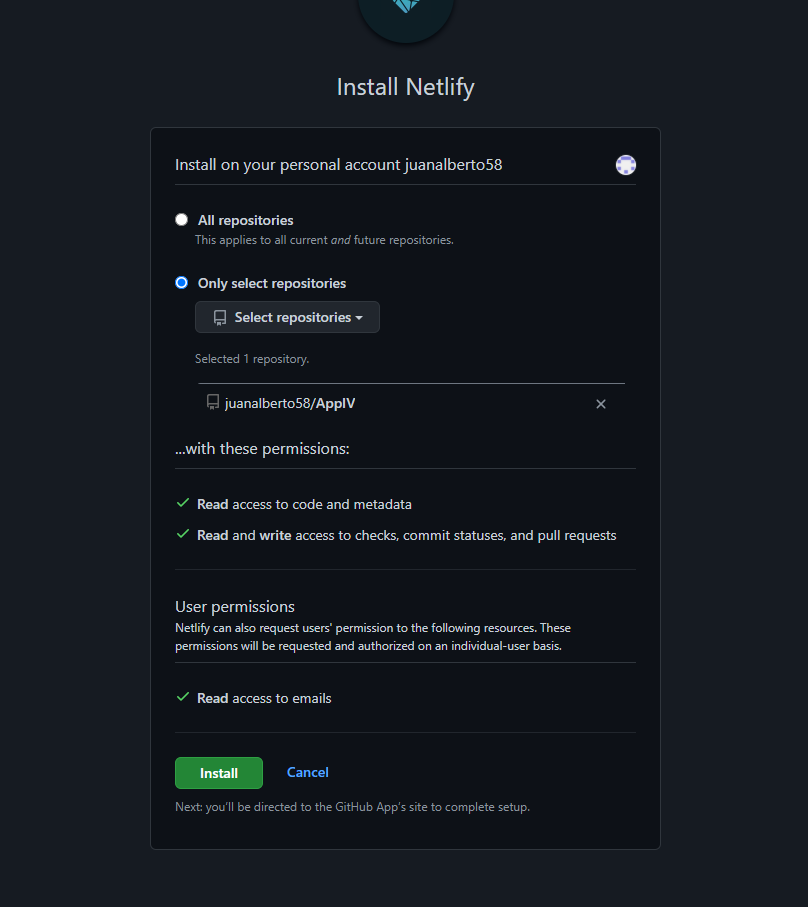 Install Netlify
Install on your personal account juanalberto58
All repositories
This applies to all current and future repositories.
Only select repositories
Select repositories
Selected 1 repository.
juanalberto58/AppIV
...with these permissions:
Read access to code and metadata
Read and write access to checks, commit statuses, and pull requests
User permissions
Netlify can also request users' permission to the following resources. These
permissions will be requested and authorized on an individual-user basis.
Read access to emails
Install Cancel
Next: you'll be directed to the GitHub App's site to complete setup.